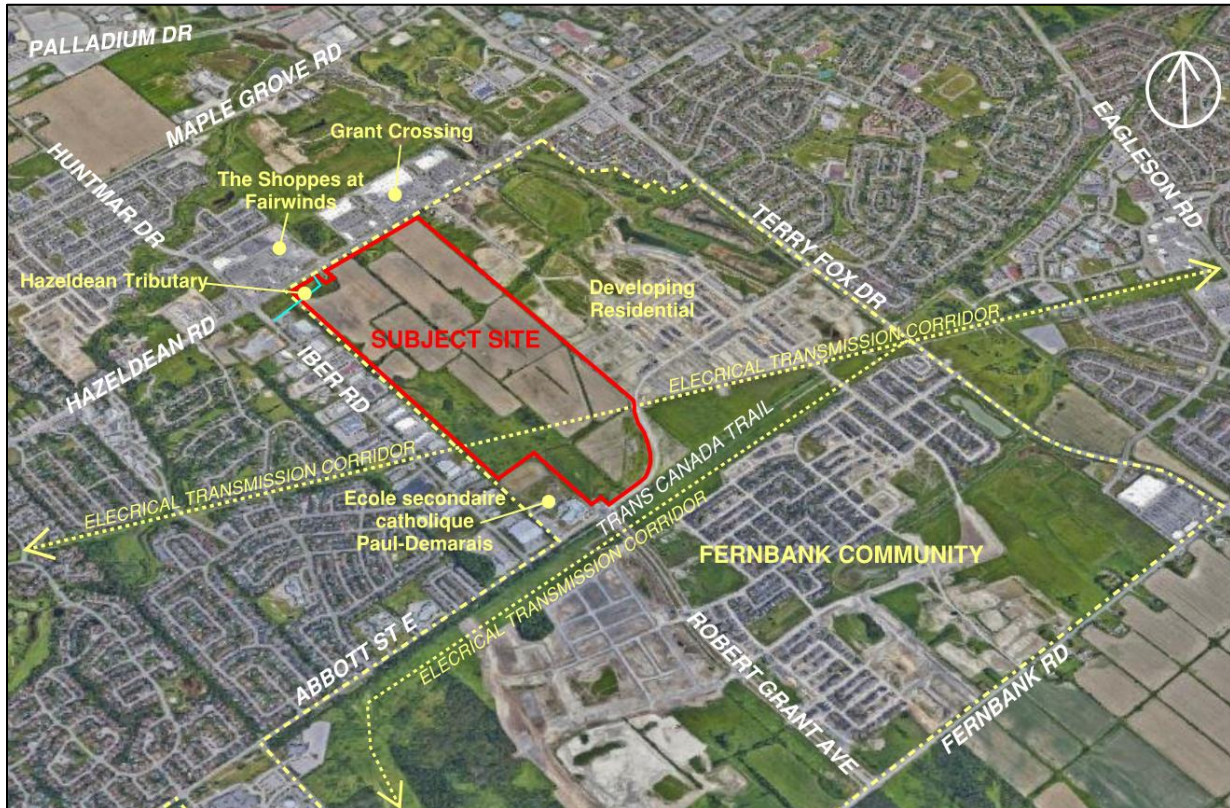 PALLADIUM DR
MAPLE GROVE RD
HUNTMAR DR
Grant Crossing
The Shoppes at
Fairwinds
EAGLESON RD
TERRY FOX DR
Hazeldean Tributary
Developing
Residential
SUBJECT SITE
HAZELDEAN RD
IBER RD
ELECRICAL TRANSMISSION CORRIDOR
ELECRICAL TRANSMISSION CORRIDOR
TRANS CANADA TRAIL
Ecole secondaire
catholique
Paul-Demarais
ELECRICAL TRANSMISSION CORRIDOR
FERNBANK COMMUNITY
ABBOTT ST E
ROBERT GRANT AVE
FERNBANK RD